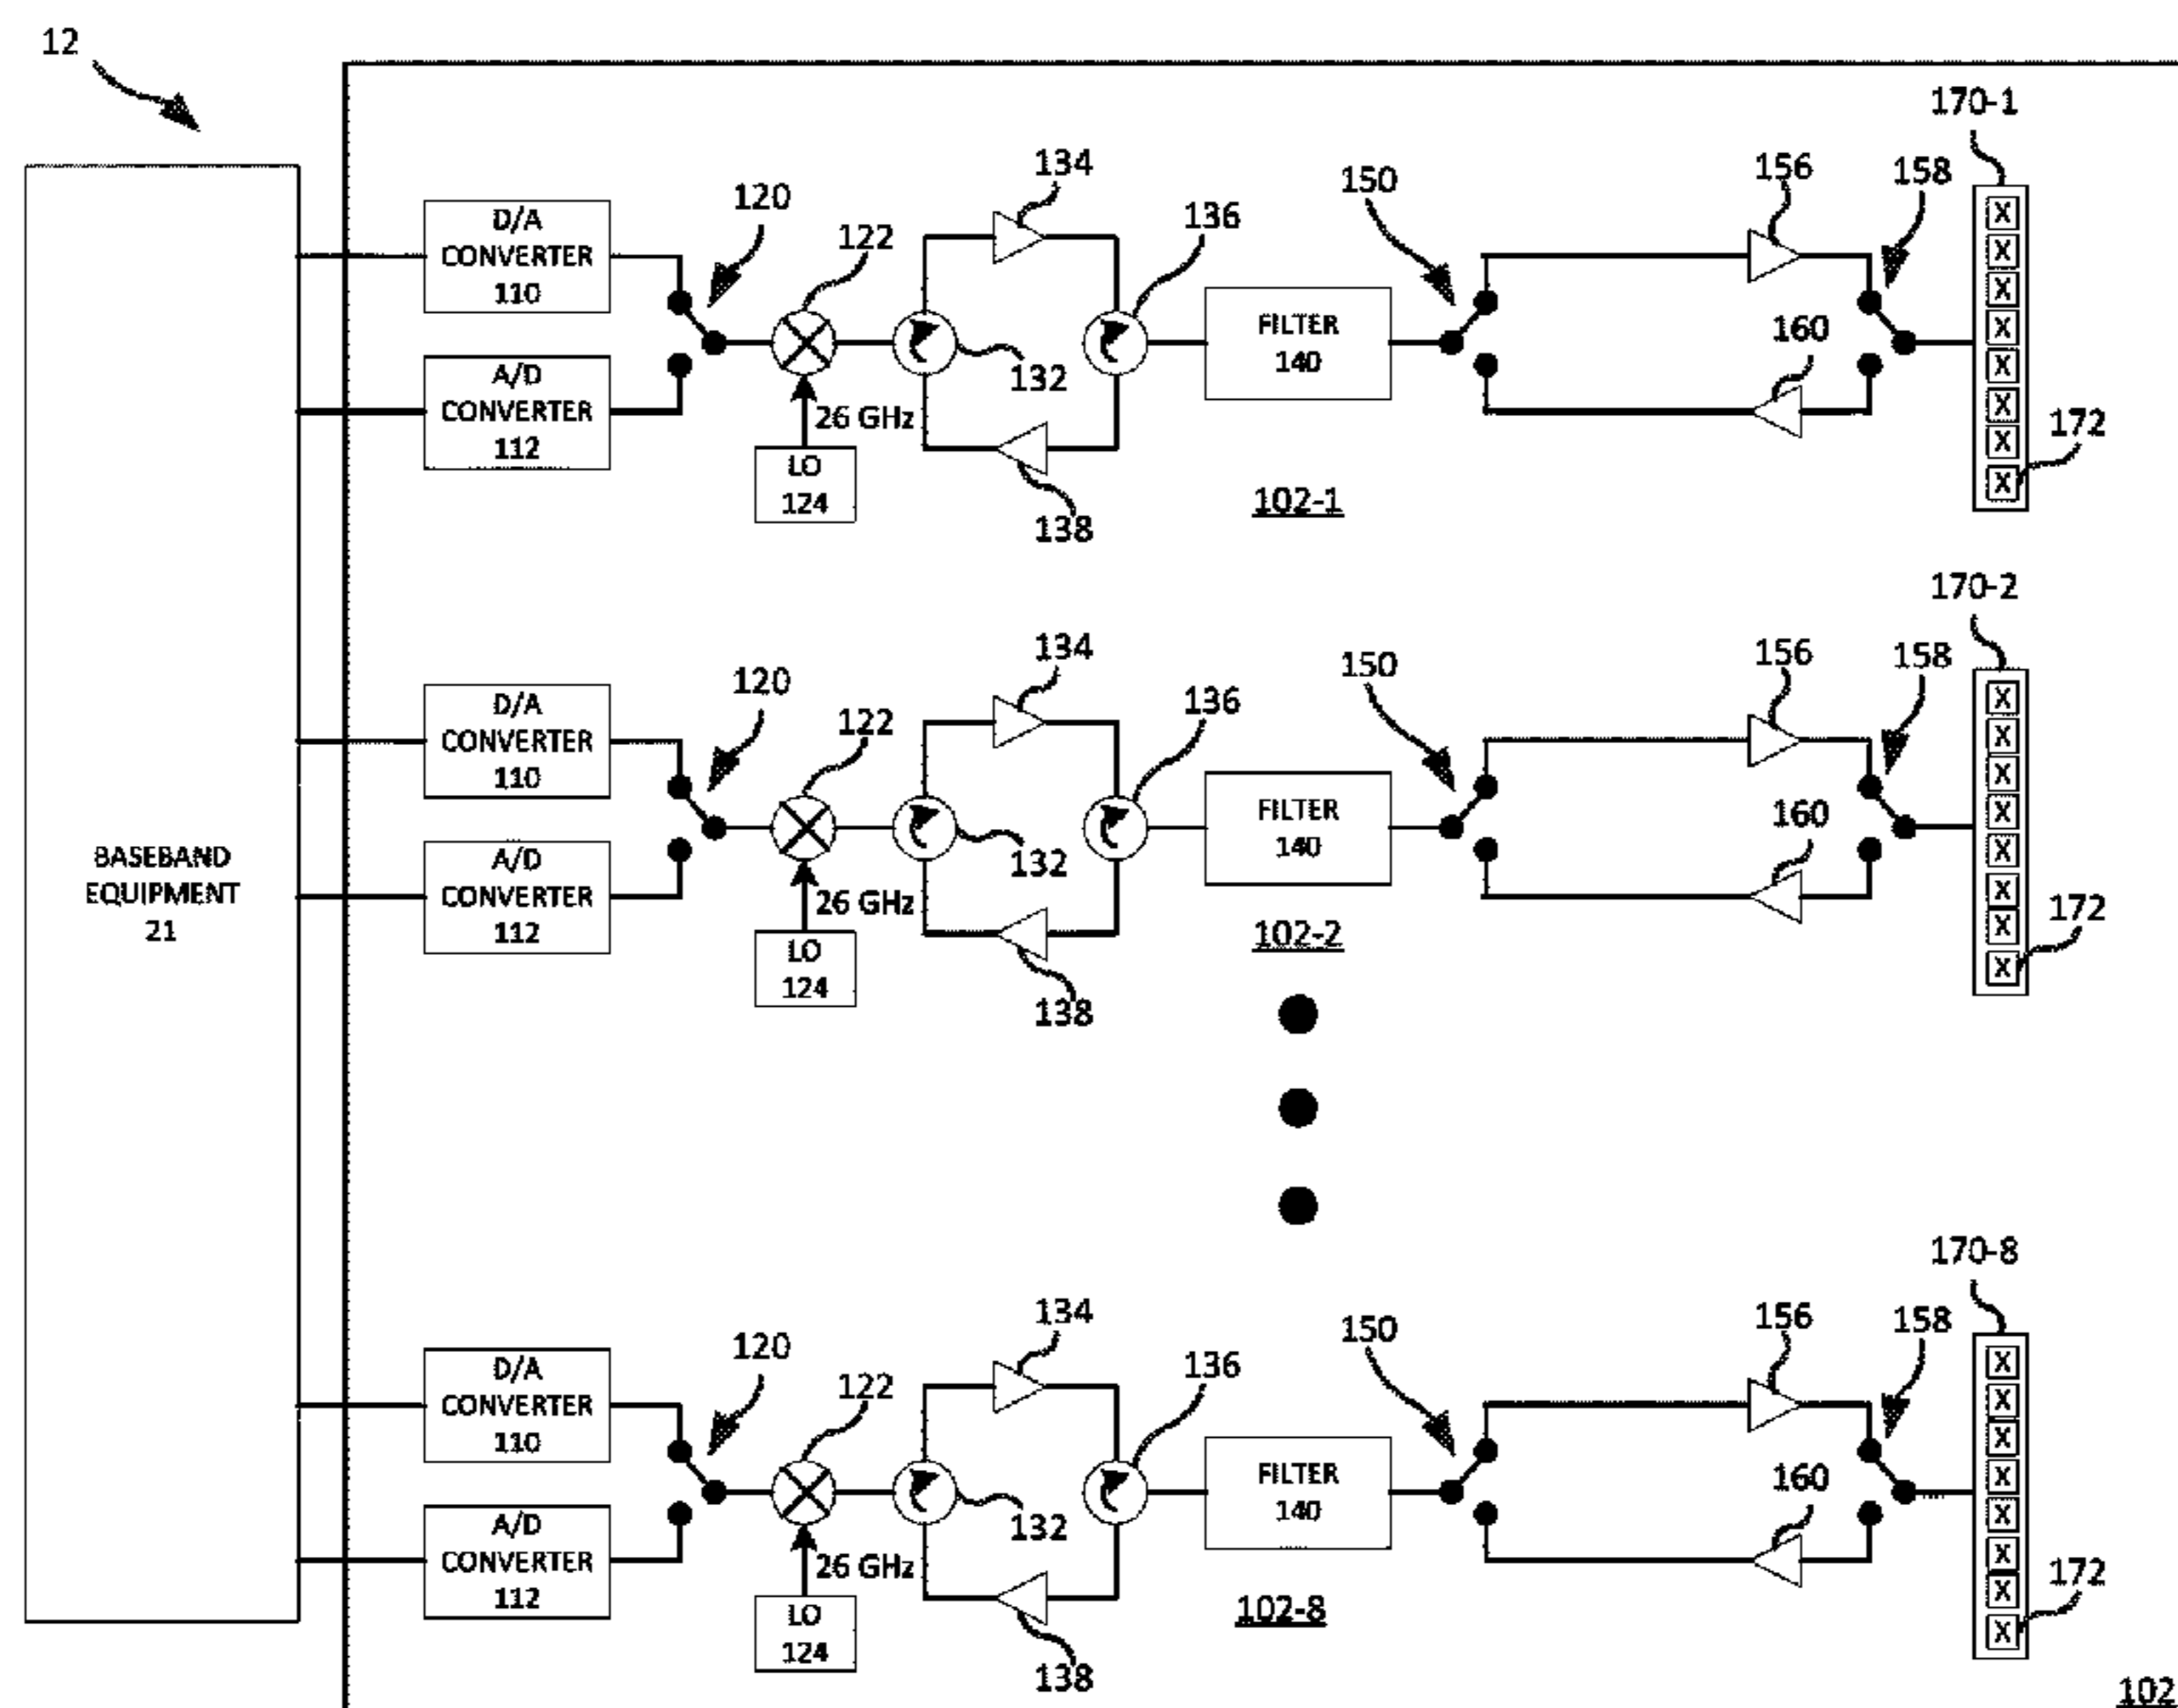 12
170-1
134
156
158
150
120
136
D/A
CONVERTER
110
122
FILTER
140
160
132
A/D
CONVERTER
112
26 GHz
172
LO
124
102-1
138
X
X
X
X
X
X
X
X
170-2
134
156
158
150
120
136
D/A
CONVERTER
110
122
FILTER
140
160
BASEBAND
EQUIPMENT
21
132
A/D
CONVERTER
112
26 GHz
172
LO
124
102-2
138
X
X
X
X
X
X
X
X
170-8
134
156
158
150
120
136
D/A
CONVERTER
110
122
FILTER
140
160
132
A/D
CONVERTER
112
26 GHz
172
LO
124
102-8
138
X
X
X
X
X
X
X
X
102